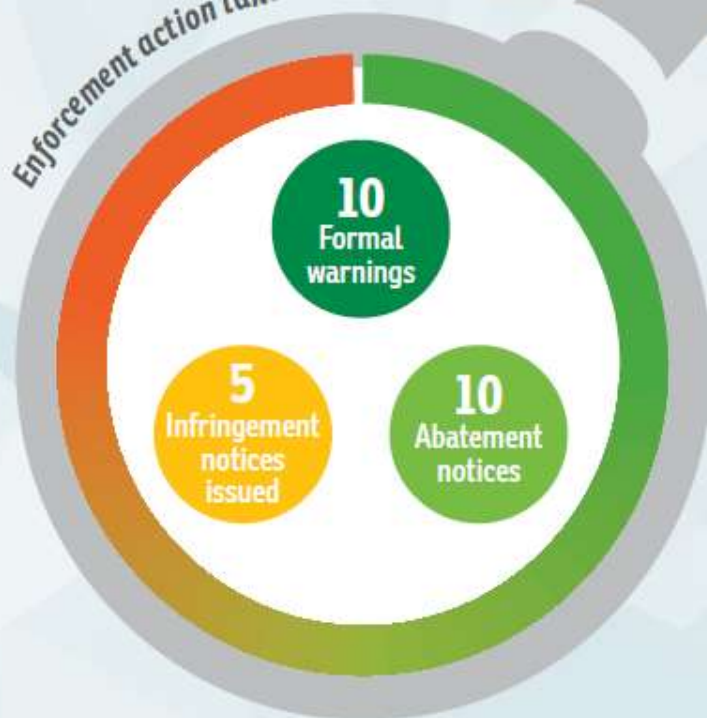 Enforcement action
10
Formal
warnings
5
Infringement
notices
issued
10
Abatement
notices